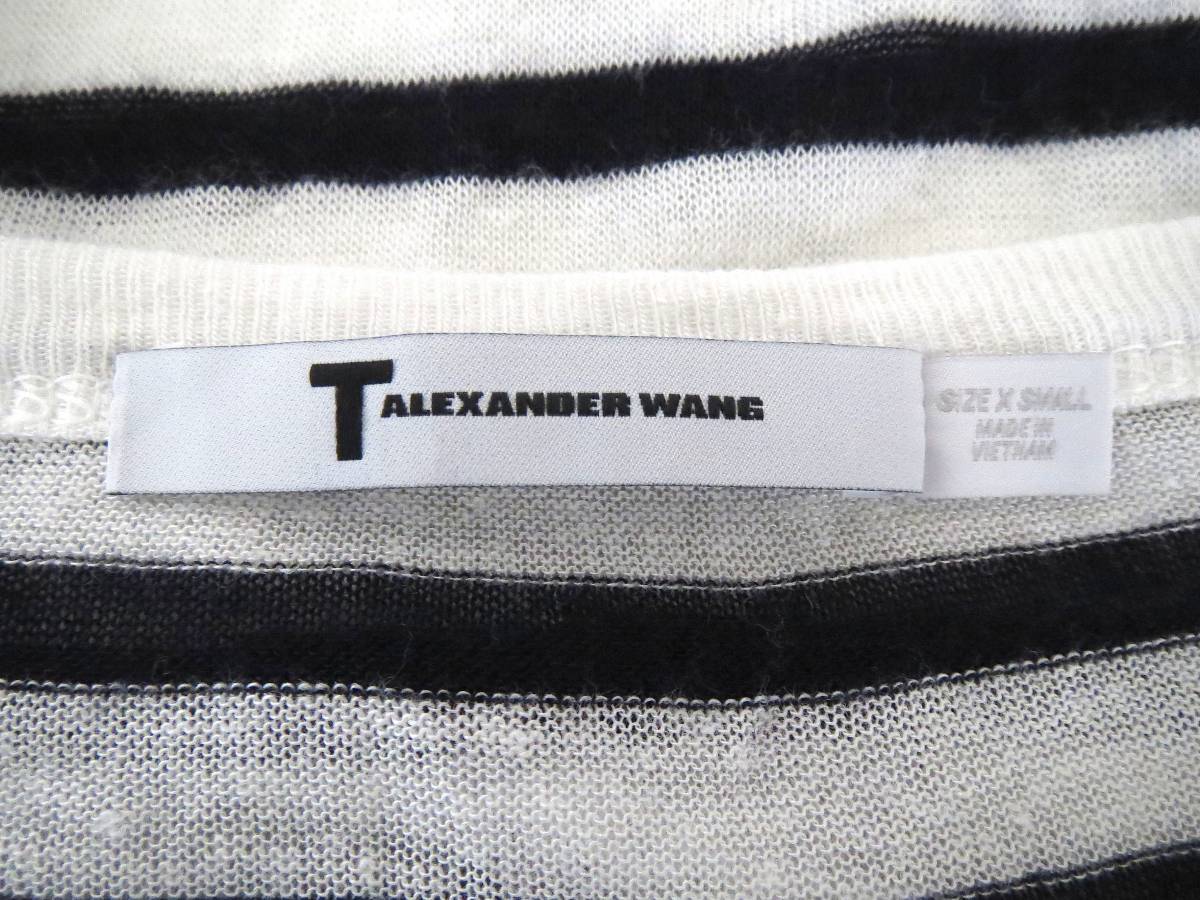 T ALEXANDER WANG
SIZE X SMALL
MADE IN
VIETNAM